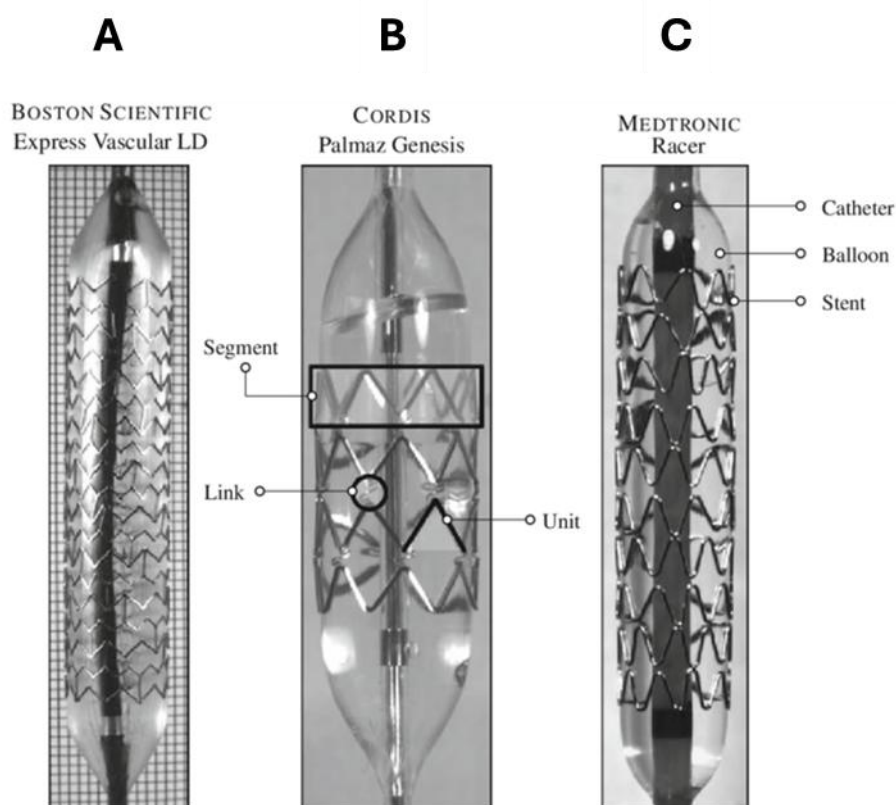 A
B
C
BOSTON SCIENTIFIC
Express Vascular LD
CORDIS
Palmaz Genesis
MEDTRONIC
Racer
Catheter
Balloon
Stent
Segment
Link
Unit